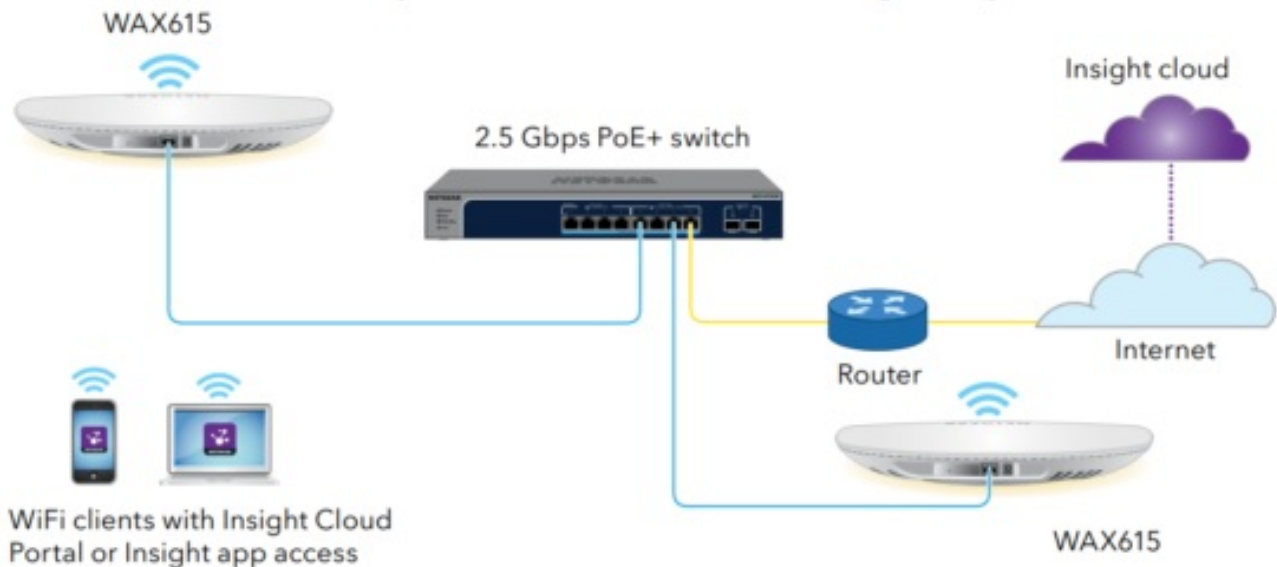 WAX615
Insight cloud
2.5 Gbps PoE+ switch
NETGEAR
Internet
Router
WiFi clients with Insight Cloud
Portal or Insight app access
WAX615